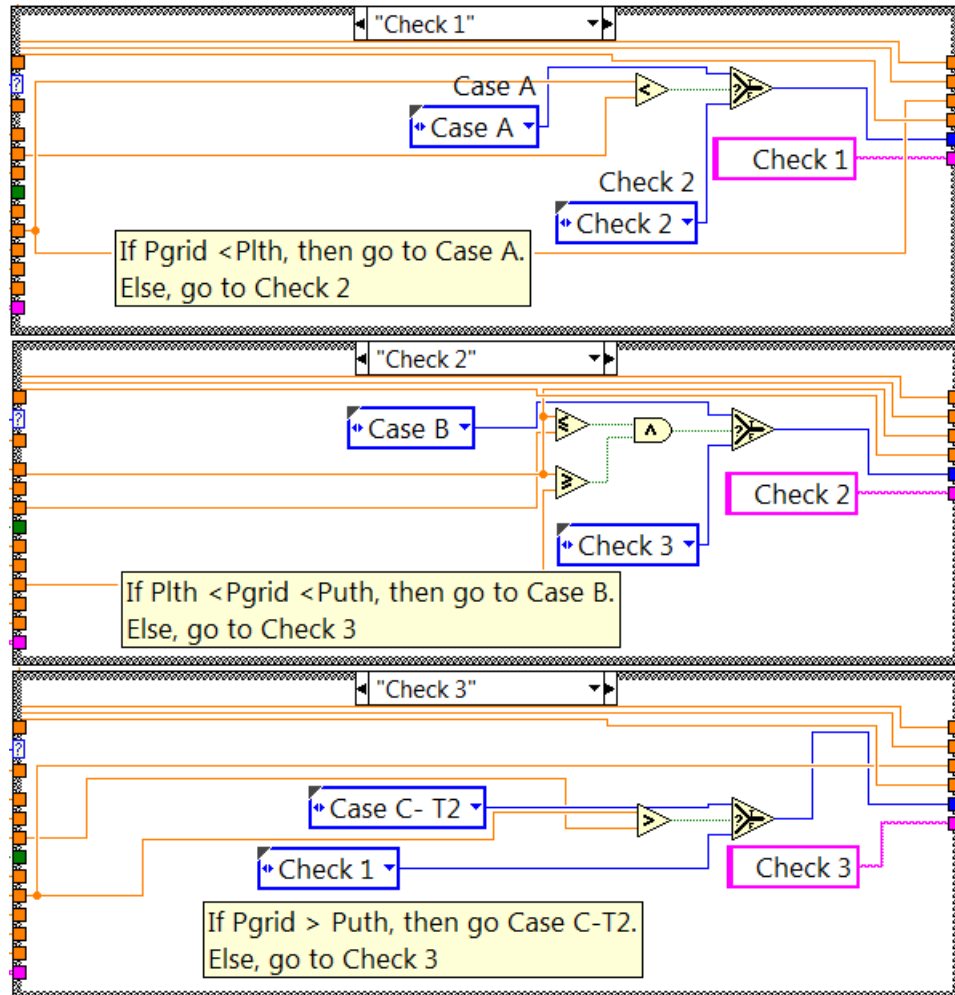 "Check 1"
Case A
Case A
Check 1
Check 2
Check 2
If Pgrid <Plth, then go to Case A.
Else, go to Check 2
"Check 2"
Case B
Check 2
Check 3
If Plth <Pgrid <Puth, then go to Case B.
Else, go to Check 3
"Check 3"
Case C- T2
Check 1
Check 3
If Pgrid > Puth, then go Case C-T2.
Else, go to Check 3